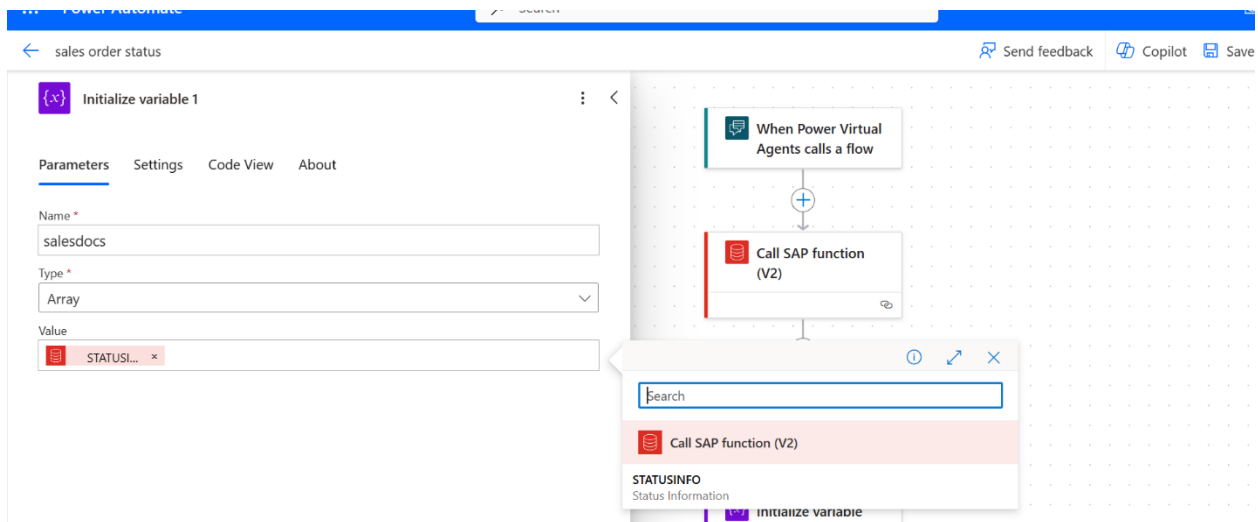 Power Automate
Search
sales order status
Send feedback
Copilot
Save
{x}
Initialize variable 1
Parameters
Settings
Code View
About
Name *
salesdocs
Type *
Array
Value
STATUSI... ×
When Power Virtual
Agents calls a flow
Call SAP function
(V2)
Search
Call SAP function (V2)
STATUSINFO
Status Information
Initialize variable